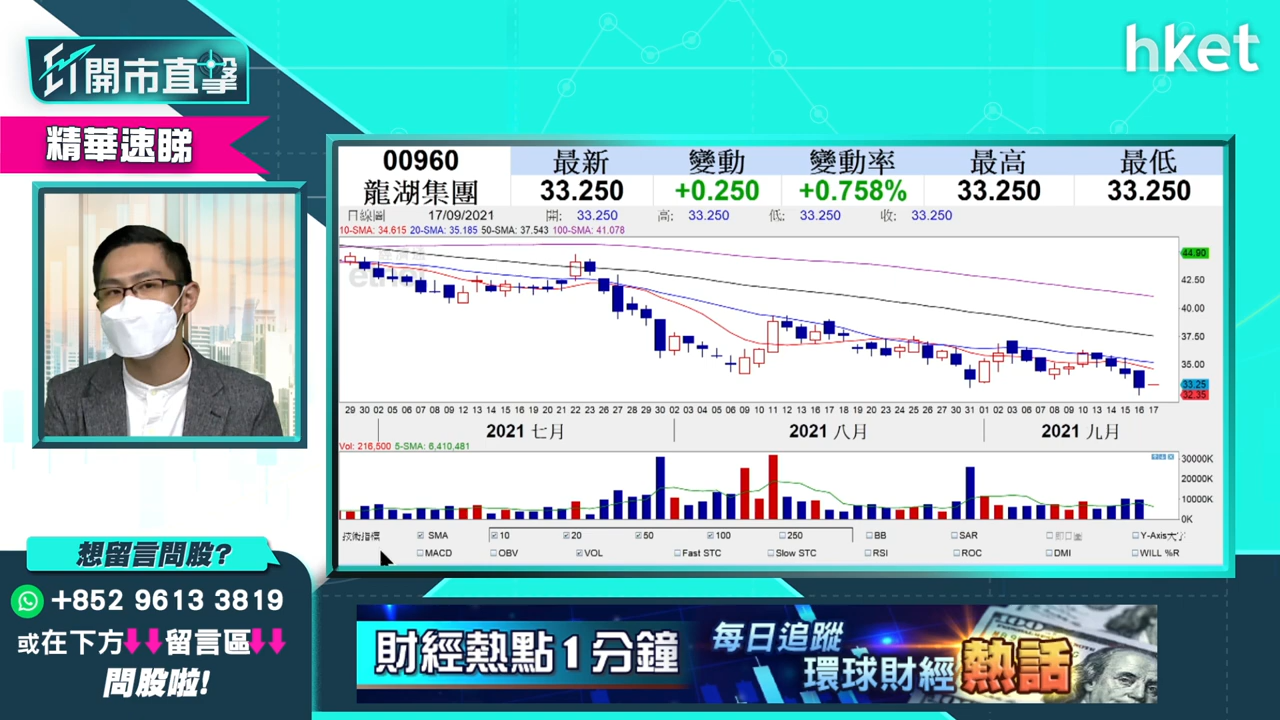 hket
開市直擊
精華速睇
00960
龍湖集團
最新 變動 變動率 最高 最低
33.250 +0.250 +0.758% 33.250 33.250
日線圖 17/09/2021 開: 33.250 高: 33.250 低: 33.250 收: 33.250
10-SMA: 34.615 20-SMA: 35.185 50-SMA: 37.543 100-SMA: 41.078
44.90
42.50
40.00
37.50
35.00
33.25
32.35
29 30 02 05 06 07 08 09 12 13 14 15 16 19 20 21 22 23 26 27 28 29 30 02 03 04 05 06 09 10 11 12 13 16 17 18 19 20 23 24 25 26 27 30 31 01 02 03 06 07 08 09 10 13 14 15 16 17
2021 七月 2021 八月 2021 九月
Vol: 216,500 5-SMA: 6,410,481
30000K
20000K
10000K
0K
技術指標 SMA 10 20 50 100 250 BB SAR Y-Axis大字
MACD OBV VOL Fast STC Slow STC RSI ROC DMI WILL %R
想留言問股?
+852 9613 3819
或在下方留言區
問股啦!
財經熱點1分鐘
每日追蹤
環球財經熱話